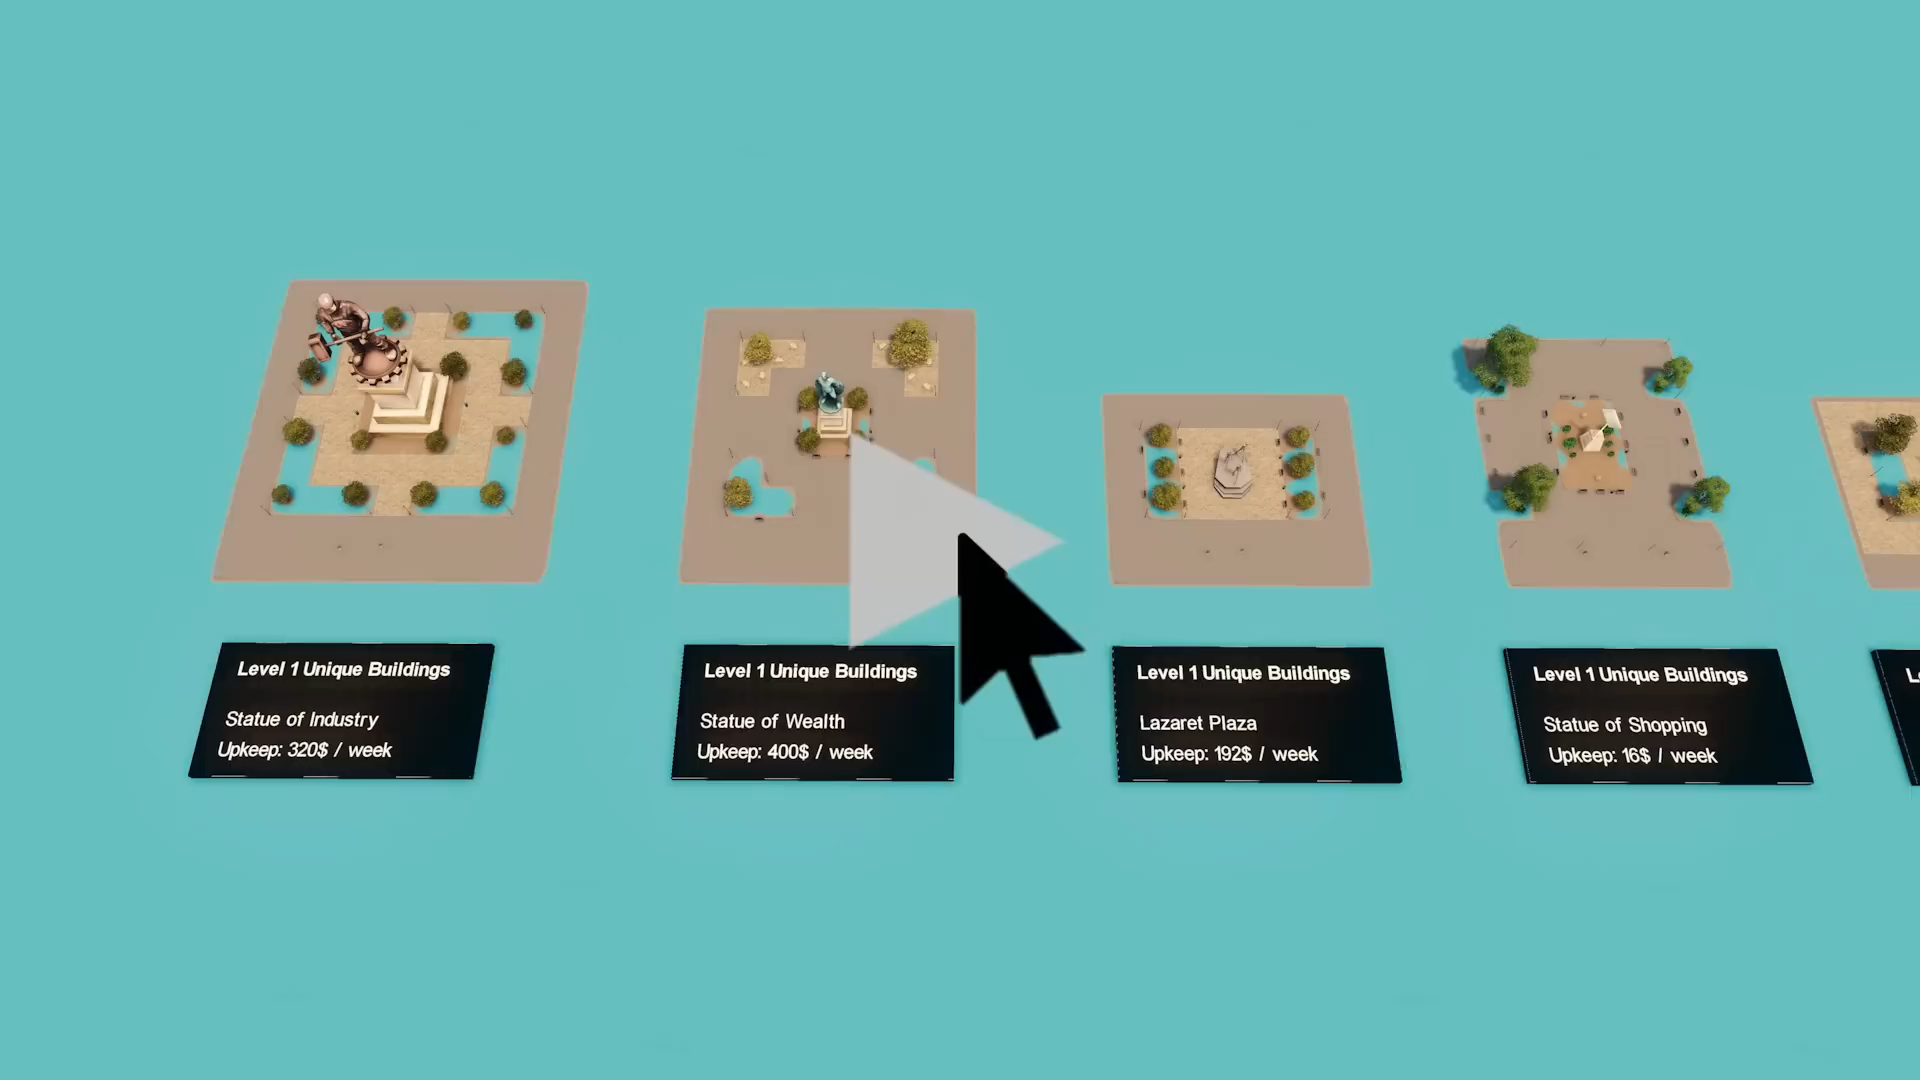 Level 1 Unique Buildings
Statue of Industry
Upkeep: 320$ / week
Level 1 Unique Buildings
Statue of Wealth
Upkeep: 400$ / week
Level 1 Unique Buildings
Lazaret Plaza
Upkeep: 192$ / week
Level 1 Unique Buildings
Statue of Shopping
Upkeep: 16$ / week